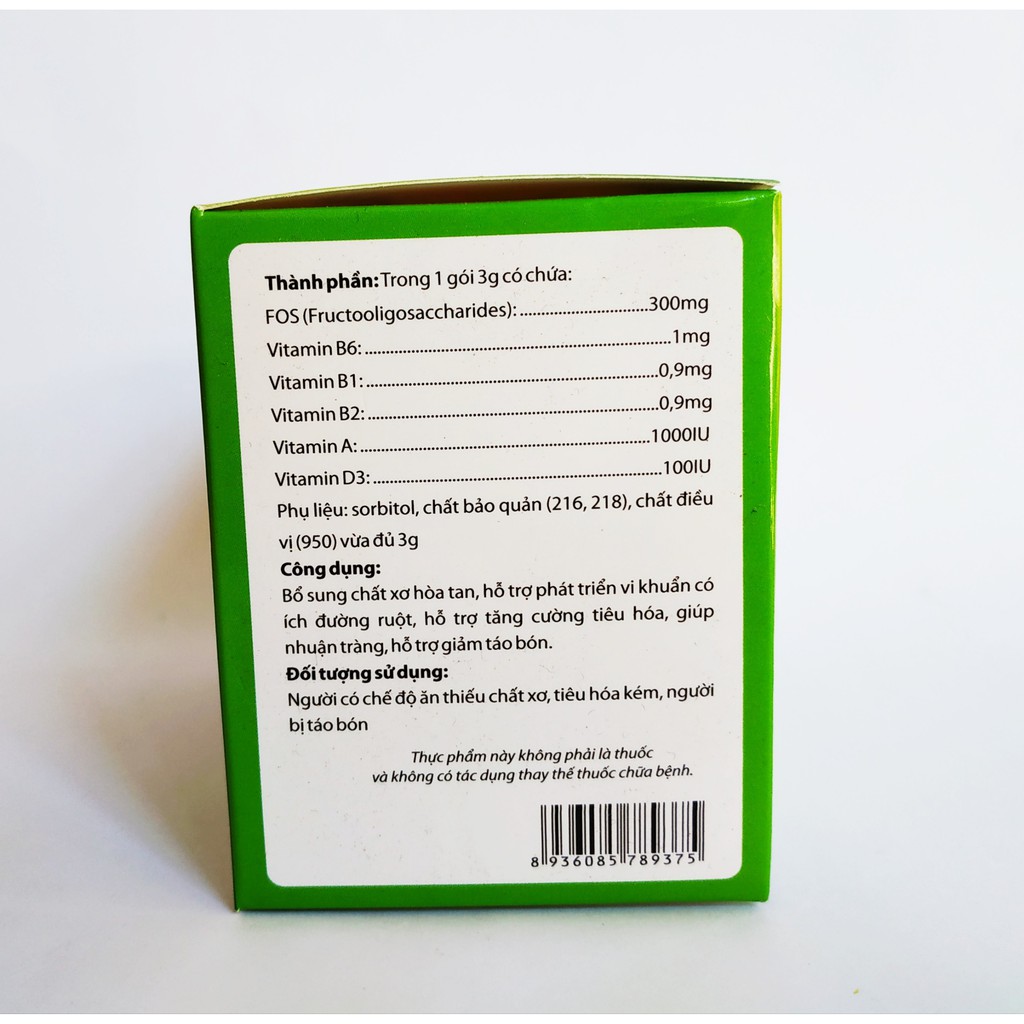 Thành phần: Trong 1 gói 3g có chứa:
FOS (Fructooligosaccharides): ..............................300mg
Vitamin B6: ........................................................................1mg
Vitamin B1: ....................................................................0,9mg
Vitamin B2: ....................................................................0,9mg
Vitamin A: ....................................................................1000IU
Vitamin D3: ....................................................................100IU
Phụ liệu: sorbitol, chất bảo quản (216, 218), chất điều
vị (950) vừa đủ 3g
Công dụng:
Bổ sung chất xơ hòa tan, hỗ trợ phát triển vi khuẩn có
ích đường ruột, hỗ trợ tăng cường tiêu hóa, giúp
nhuận tràng, hỗ trợ giảm táo bón.
Đối tượng sử dụng:
Người có chế độ ăn thiếu chất xơ, tiêu hóa kém, người
bị táo bón
Thực phẩm này không phải là thuốc
và không có tác dụng thay thế thuốc chữa bệnh.
8 936085 789375